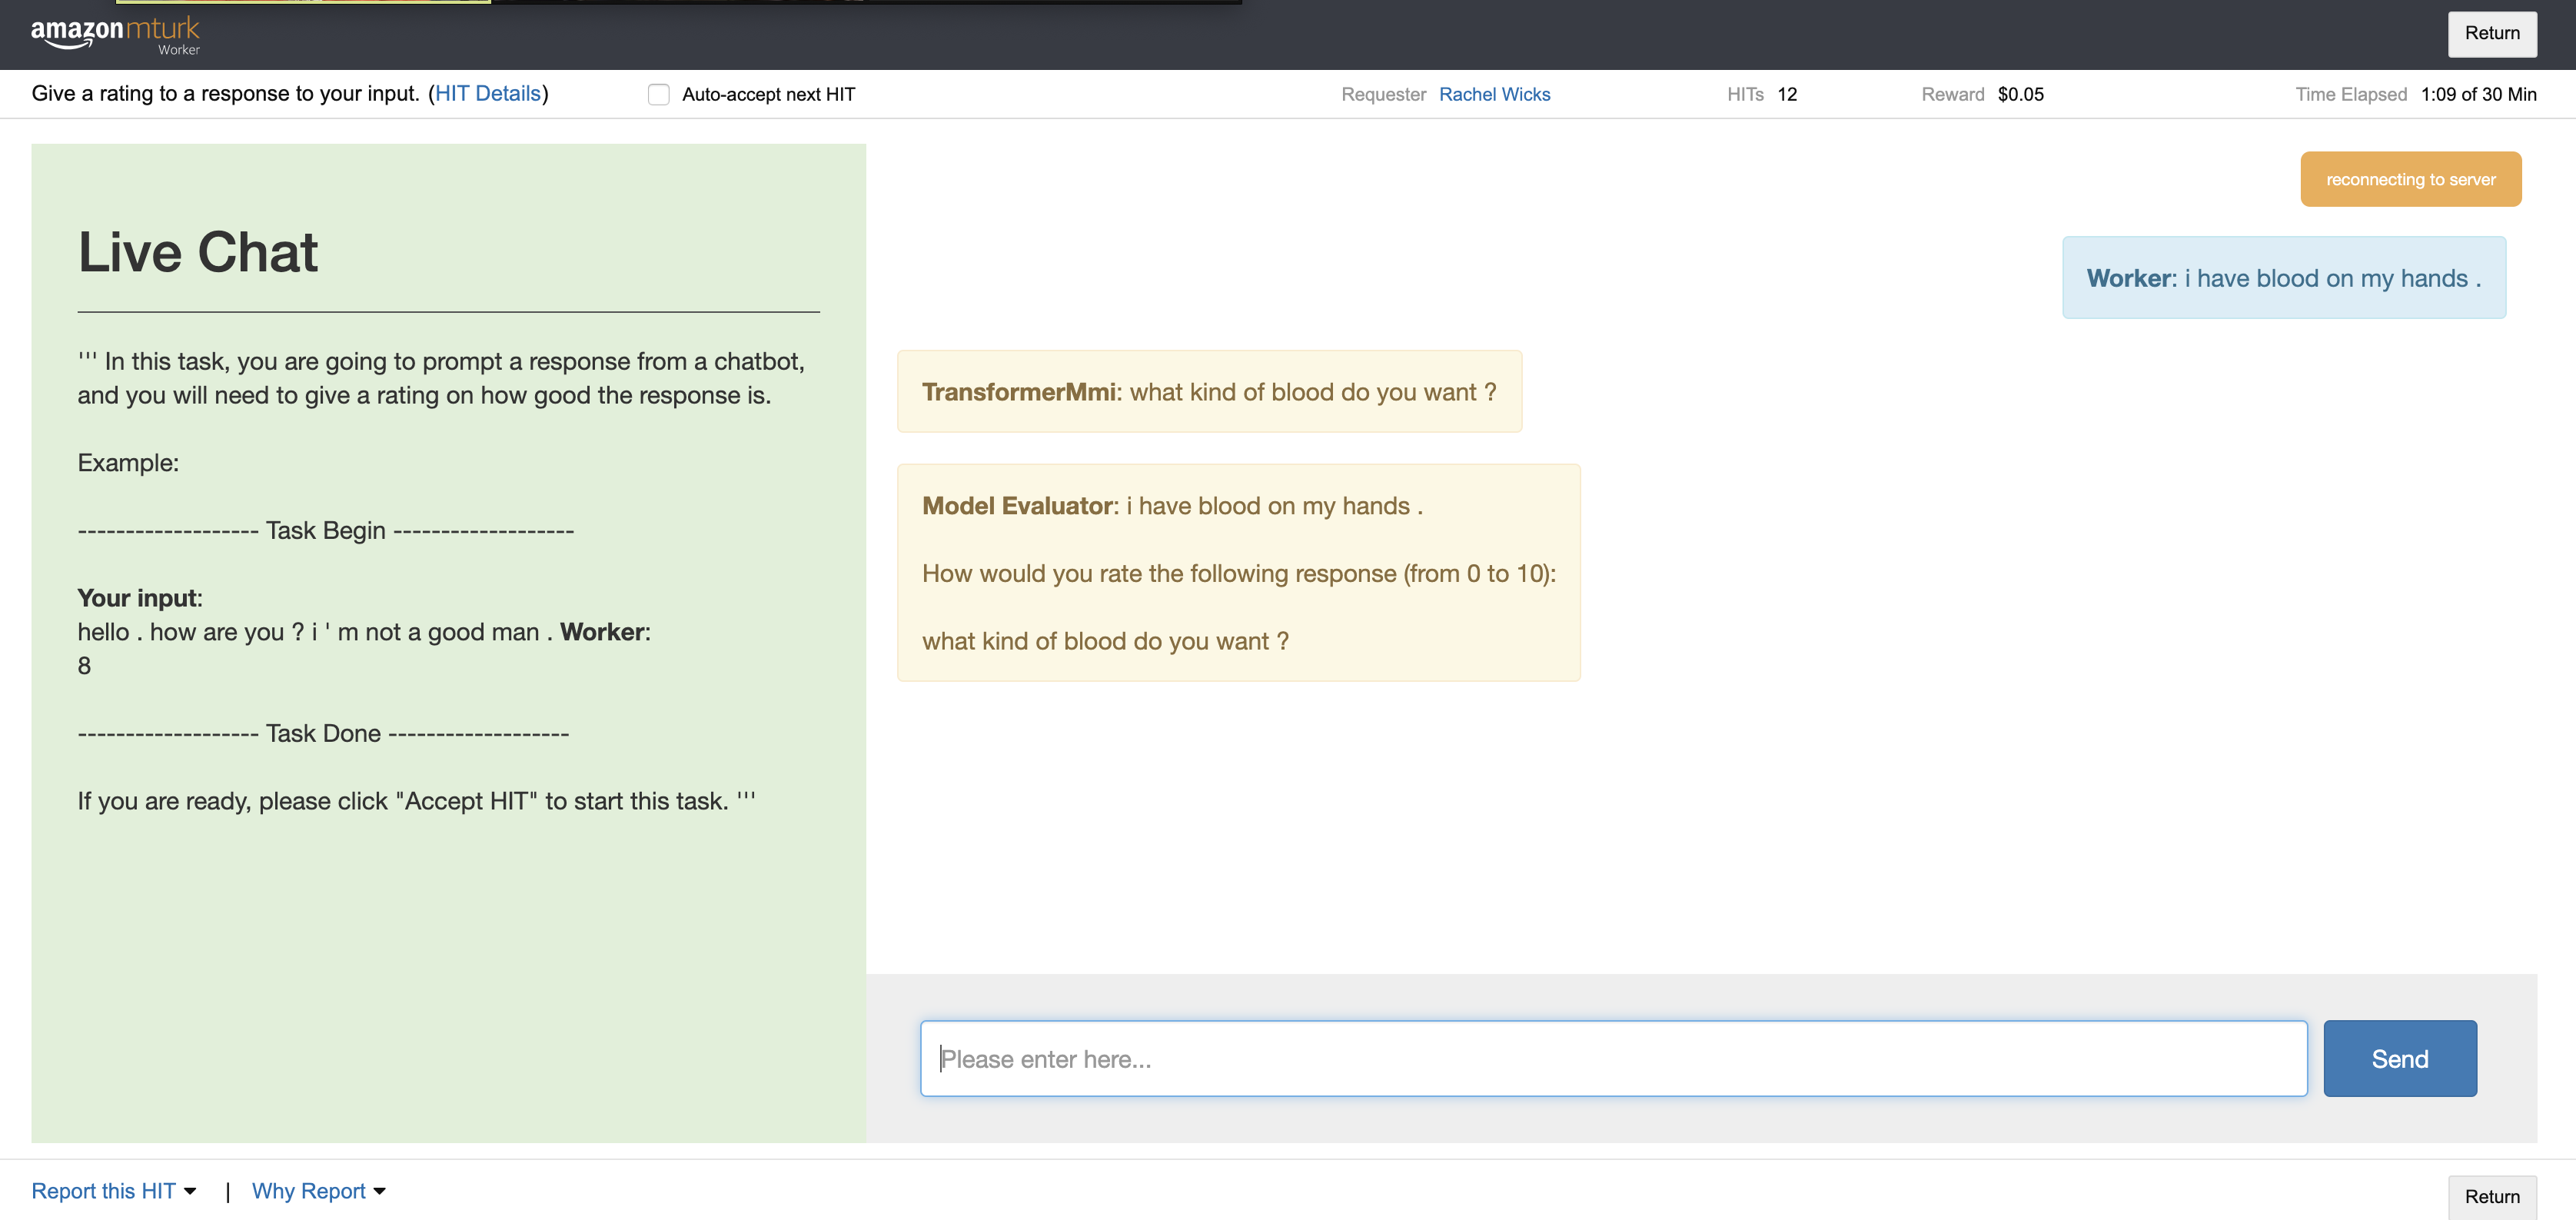 amazonmturk
Worker
Return
Give a rating to a response to your input. (HIT Details)
Auto-accept next HIT
Requester Rachel Wicks
HITs 12
Reward $0.05
Time Elapsed 1:09 of 30 Min
Live Chat
''' In this task, you are going to prompt a response from a chatbot,
and you will need to give a rating on how good the response is.
Example:
------------------- Task Begin -------------------
Your input:
hello . how are you ? i ' m not a good man . Worker:
8
------------------- Task Done -------------------
If you are ready, please click "Accept HIT" to start this task. '''
reconnecting to server
Worker: i have blood on my hands .
TransformerMmi: what kind of blood do you want ?
Model Evaluator: i have blood on my hands .
How would you rate the following response (from 0 to 10):
what kind of blood do you want ?
Please enter here...
Send
Report this HIT | Why Report
Return